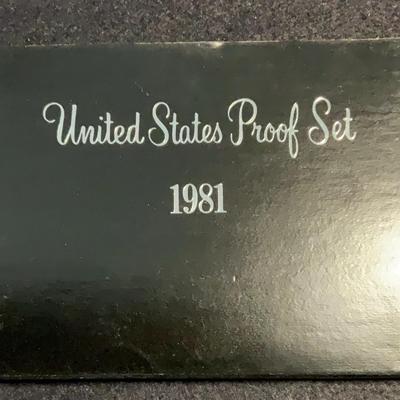 United States Proof Set
1981